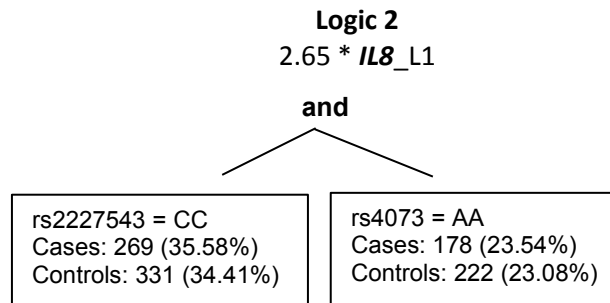 Logic 2
2.65 * IL8_L1
and
rs2227543 = CC
Cases: 269 (35.58%)
Controls: 331 (34.41%)
rs4073 = AA
Cases: 178 (23.54%)
Controls: 222 (23.08%)